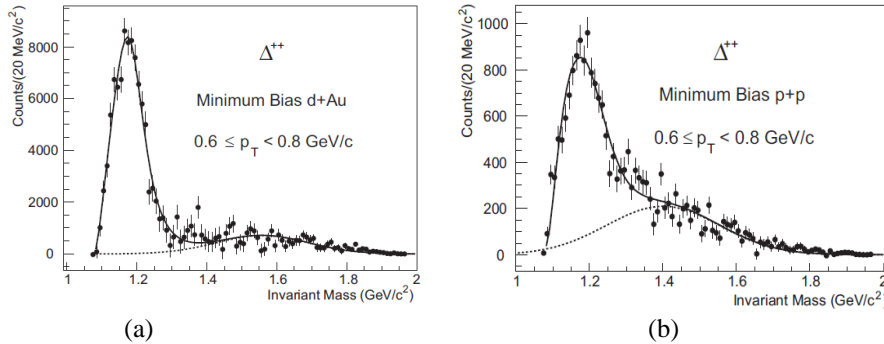 Counts/(20 MeV/c²)
8000
6000
4000
2000
0
Δ⁺⁺
Minimum Bias d+Au
0.6 ≤ p_T < 0.8 GeV/c
1 1.2 1.4 1.6 1.8 2
Invariant Mass (GeV/c²)
(a)
Counts/(20 MeV/c²)
1000
800
600
400
200
0
Δ⁺⁺
Minimum Bias p+p
0.6 ≤ p_T < 0.8 GeV/c
1 1.2 1.4 1.6 1.8 2
Invariant Mass (GeV/c²)
(b)